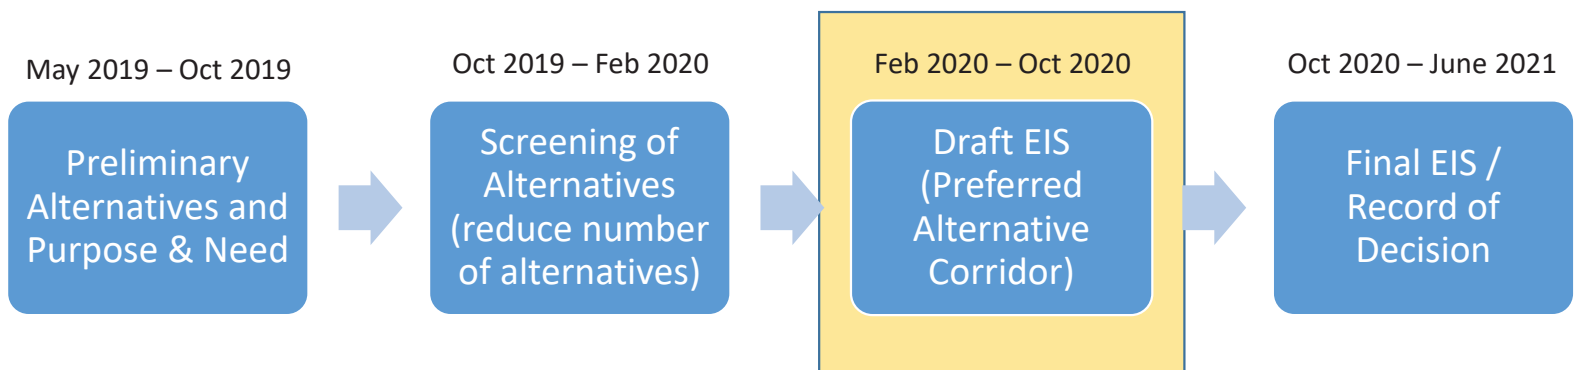 May 2019 – Oct 2019
Preliminary
Alternatives and
Purpose & Need
Oct 2019 – Feb 2020
Screening of
Alternatives
(reduce number
of alternatives)
Feb 2020 – Oct 2020
Draft EIS
(Preferred
Alternative
Corridor)
Oct 2020 – June 2021
Final EIS /
Record of
Decision